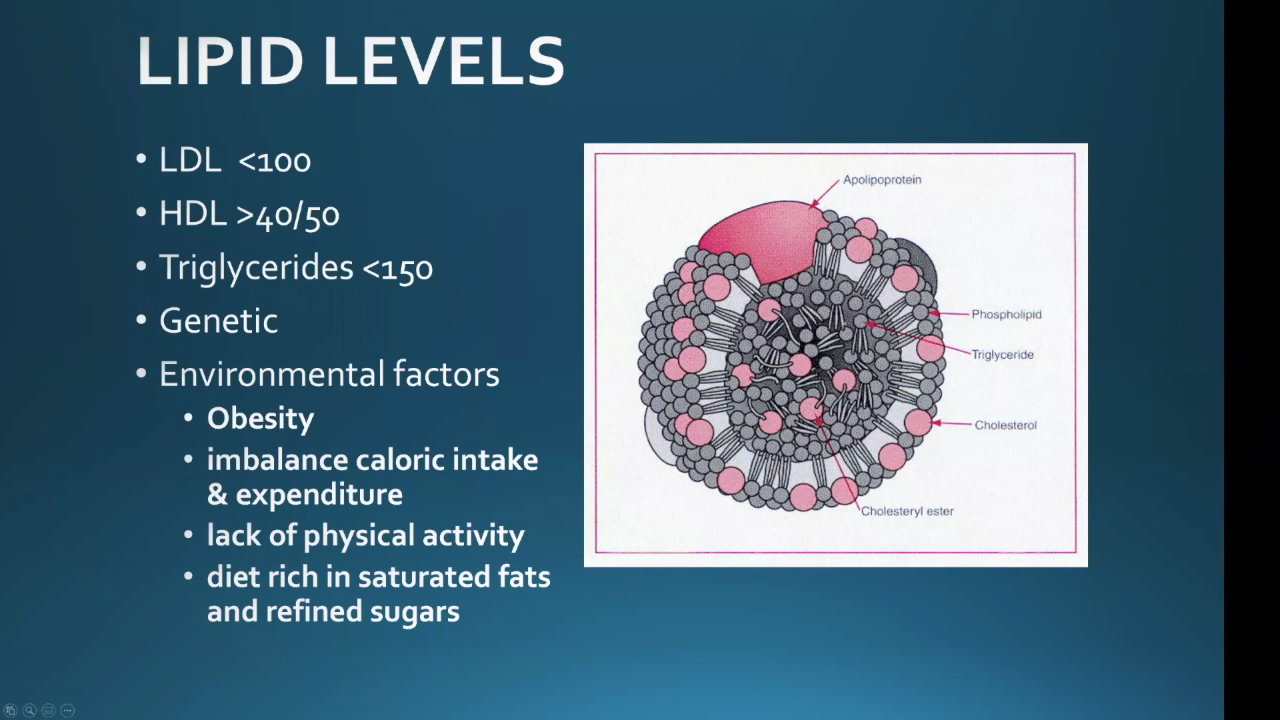 LIPID LEVELS
• LDL <100
• HDL >40/50
• Triglycerides <150
• Genetic
• Environmental factors
• Obesity
• imbalance caloric intake
& expenditure
• lack of physical activity
• diet rich in saturated fats
and refined sugars
Apolipoprotein
Phospholipid
Triglyceride
Cholesterol
Cholesteryl ester